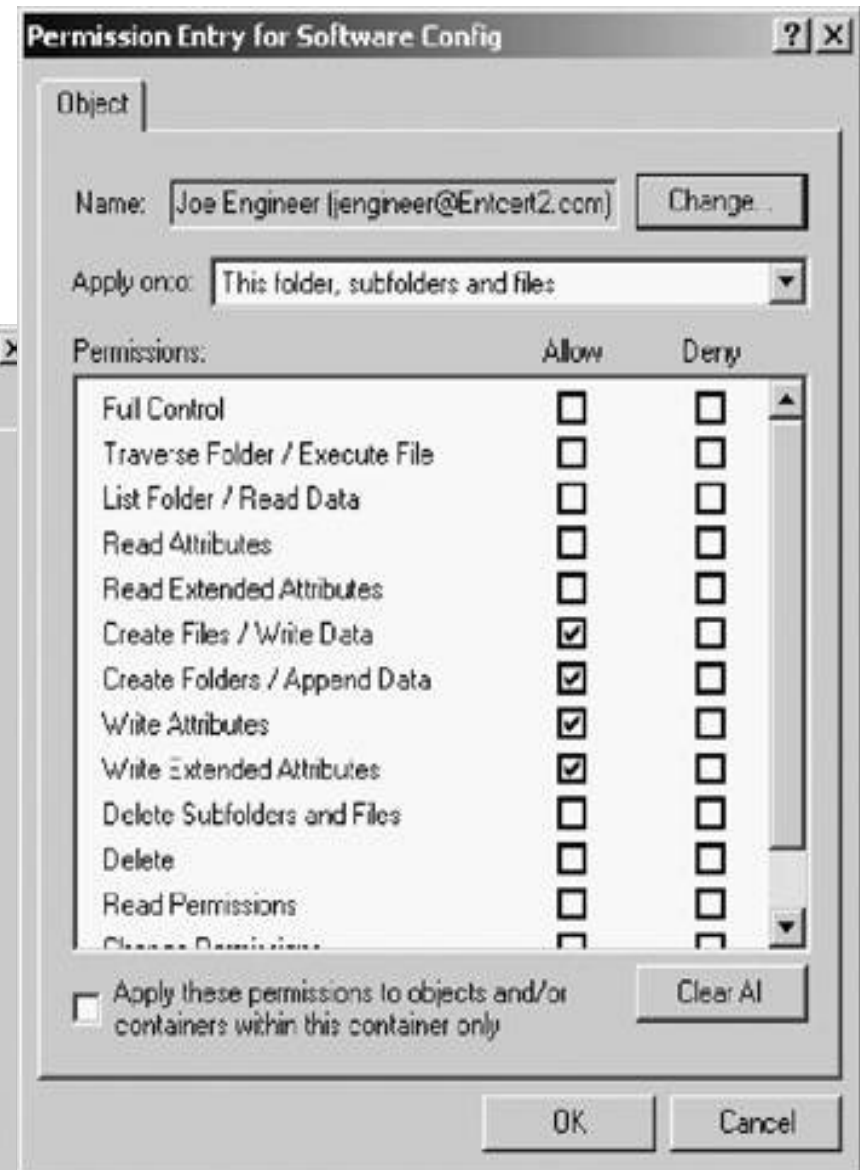 Permission Entry for Software Config
Object
Name: Joe Engineer (jengineer@Entcert2.com) Change...
Apply onto: This folder, subfolders and files
Permissions: Allow Deny
Full Control
Traverse Folder / Execute File
List Folder / Read Data
Read Attributes
Read Extended Attributes
Create Files / Write Data
Create Folders / Append Data
Write Attributes
Write Extended Attributes
Delete Subfolders and Files
Delete
Read Permissions
Change Permissions
Apply these permissions to objects and/or
containers within this container only
Clear All
OK Cancel